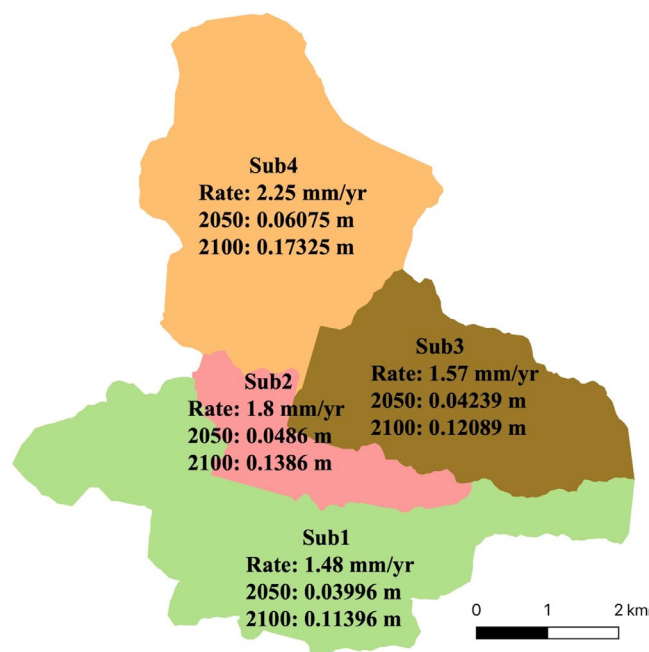 Sub4
Rate: 2.25 mm/yr
2050: 0.06075 m
2100: 0.17325 m
Sub3
Rate: 1.57 mm/yr
2050: 0.04239 m
2100: 0.12089 m
Sub2
Rate: 1.8 mm/yr
2050: 0.0486 m
2100: 0.1386 m
Sub1
Rate: 1.48 mm/yr
2050: 0.03996 m
2100: 0.11396 m
0 1 2 km